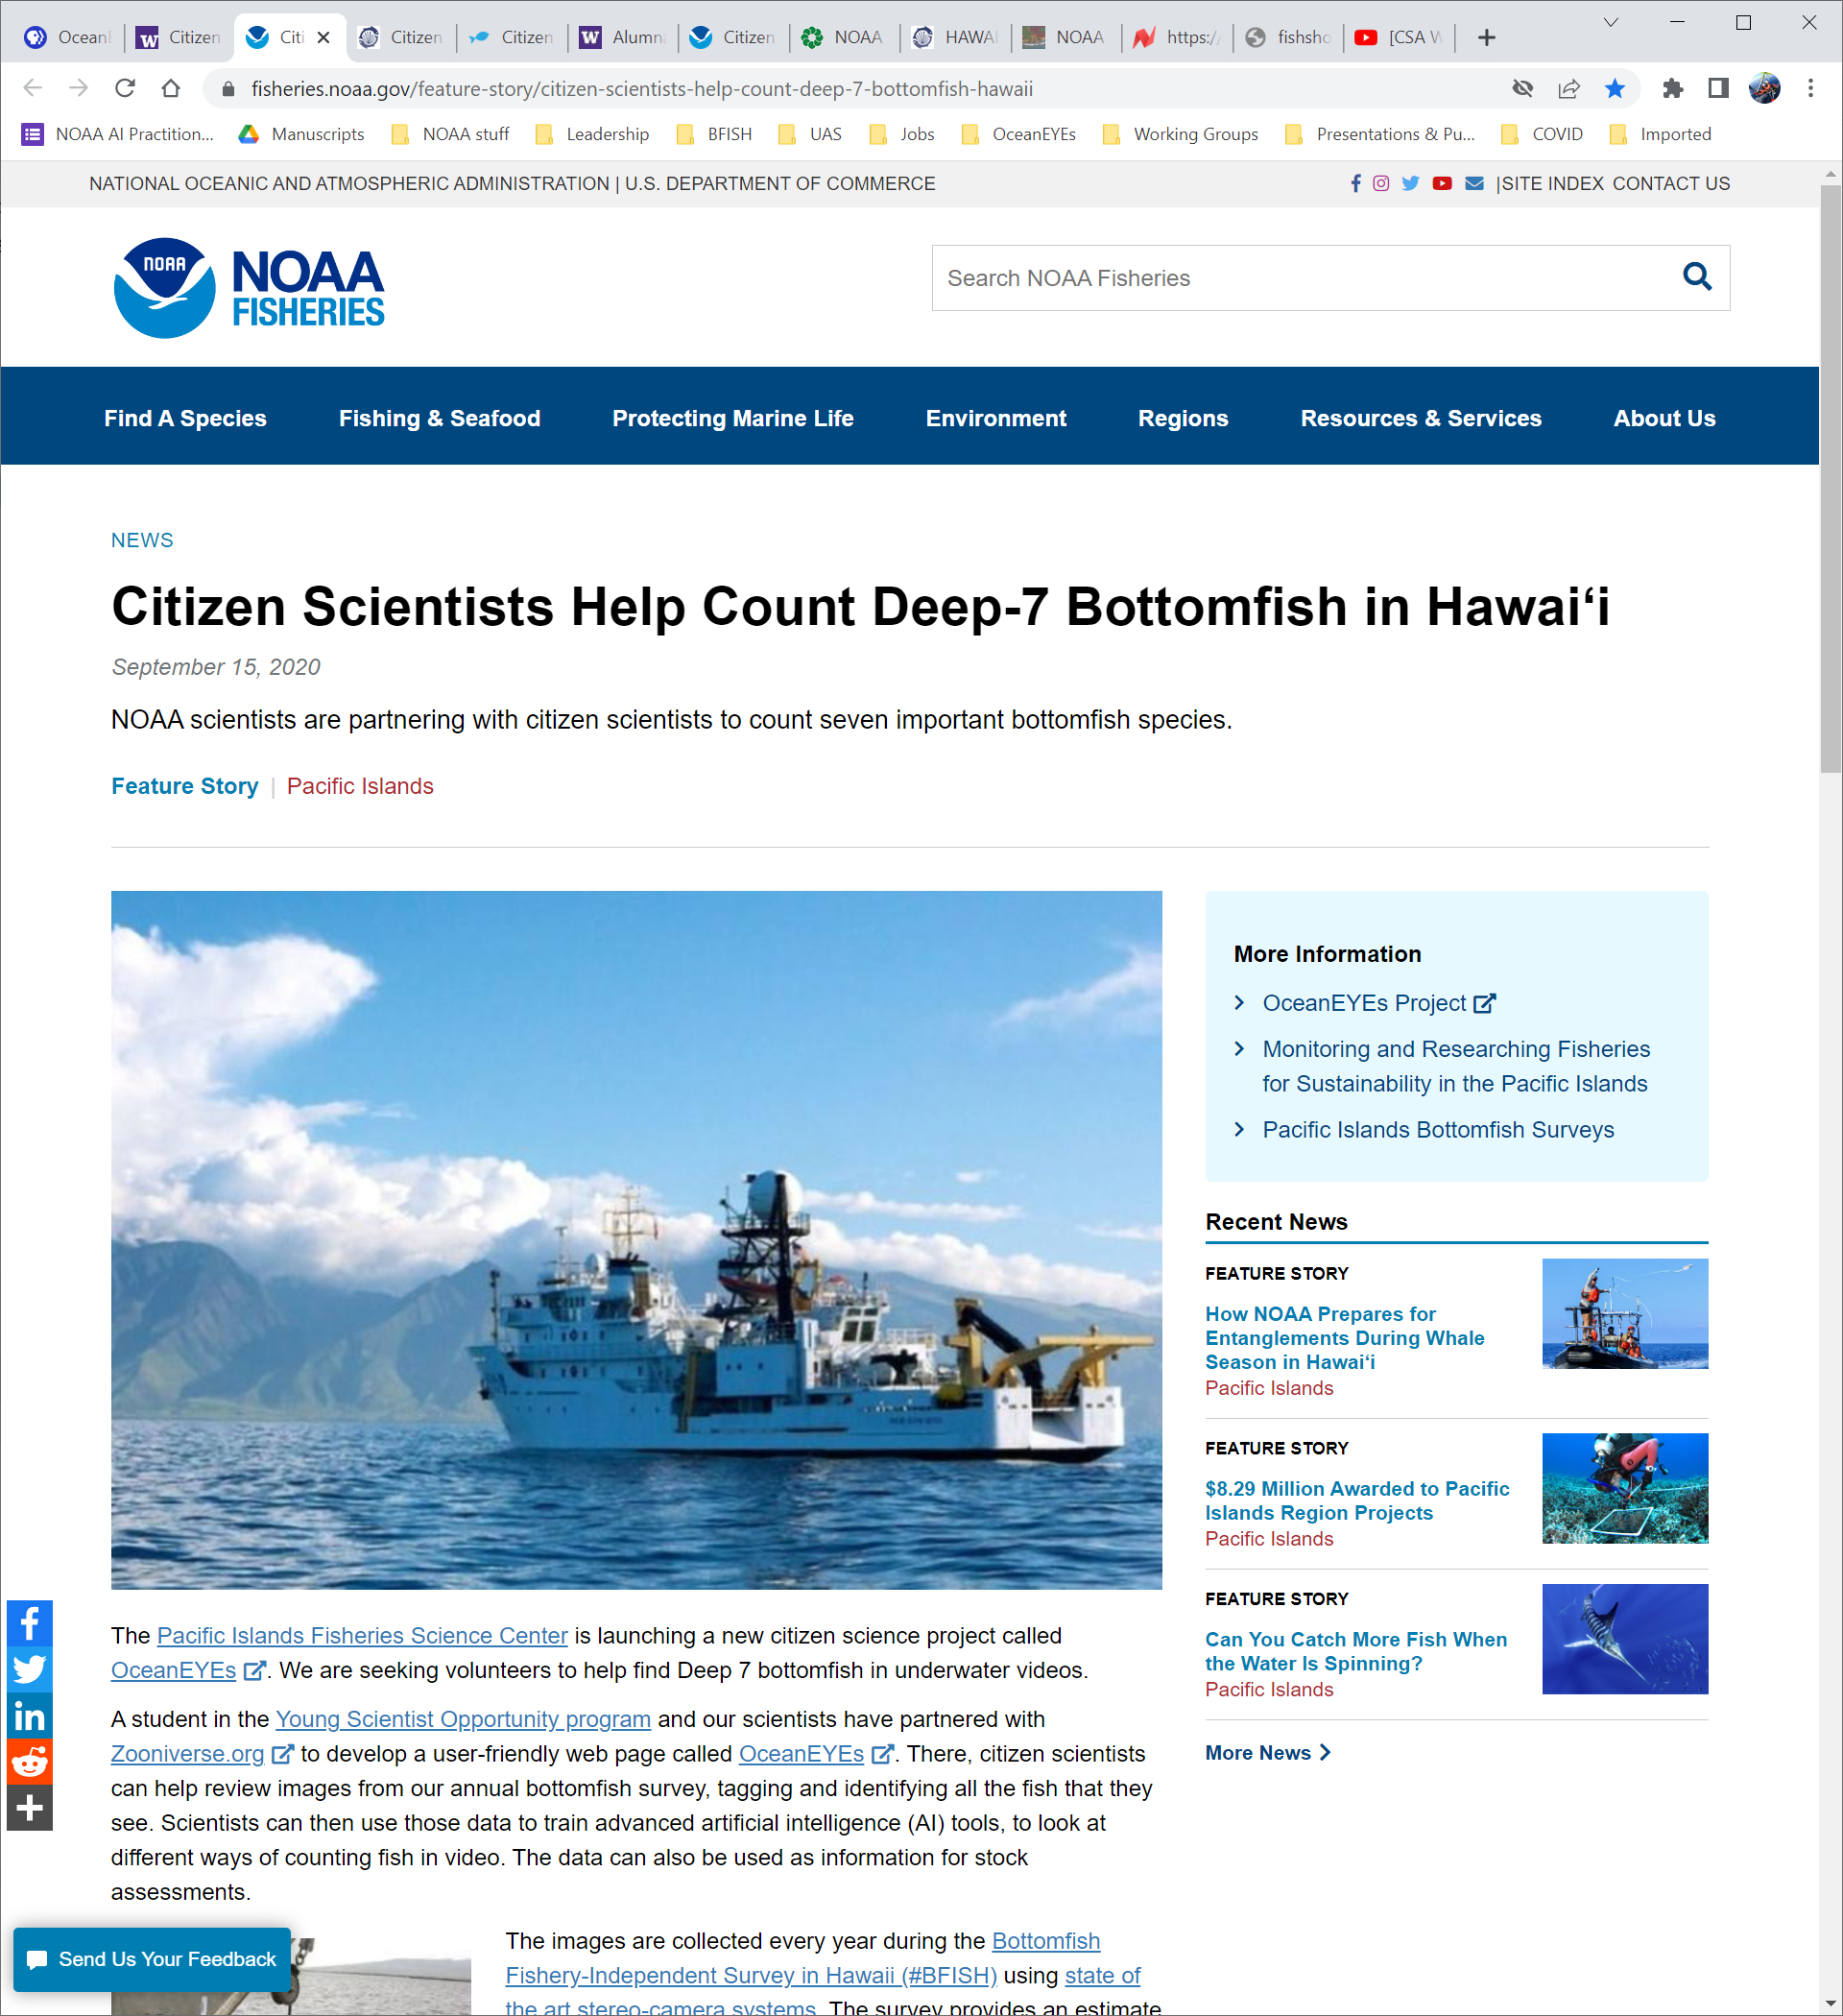 OceanE
Citizen
Citi
Citizen
Citizen
Alumna
Citizen
NOAA
HAWAI
NOAA
https:/
fishsho
[CSA W
fisheries.noaa.gov/feature-story/citizen-scientists-help-count-deep-7-bottomfish-hawaii
NOAA AI Practition...
Manuscripts
NOAA stuff
Leadership
BFISH
UAS
Jobs
OceanEYEs
Working Groups
Presentations & Pu...
COVID
Imported
NATIONAL OCEANIC AND ATMOSPHERIC ADMINISTRATION | U.S. DEPARTMENT OF COMMERCE
|SITE INDEX CONTACT US
NOAA
NOAA
FISHERIES
Search NOAA Fisheries
Find A Species
Fishing & Seafood
Protecting Marine Life
Environment
Regions
Resources & Services
About Us
NEWS
Citizen Scientists Help Count Deep-7 Bottomfish in Hawai‘i
September 15, 2020
NOAA scientists are partnering with citizen scientists to count seven important bottomfish species.
Feature Story | Pacific Islands
More Information
OceanEYEs Project
Monitoring and Researching Fisheries
for Sustainability in the Pacific Islands
Pacific Islands Bottomfish Surveys
Recent News
FEATURE STORY
How NOAA Prepares for
Entanglements During Whale
Season in Hawai‘i
Pacific Islands
FEATURE STORY
$8.29 Million Awarded to Pacific
Islands Region Projects
Pacific Islands
FEATURE STORY
Can You Catch More Fish When
the Water Is Spinning?
Pacific Islands
More News
The Pacific Islands Fisheries Science Center is launching a new citizen science project called
OceanEYEs. We are seeking volunteers to help find Deep 7 bottomfish in underwater videos.
A student in the Young Scientist Opportunity program and our scientists have partnered with
Zooniverse.org to develop a user-friendly web page called OceanEYEs. There, citizen scientists
can help review images from our annual bottomfish survey, tagging and identifying all the fish that they
see. Scientists can then use those data to train advanced artificial intelligence (AI) tools, to look at
different ways of counting fish in video. The data can also be used as information for stock
assessments.
Send Us Your Feedback
The images are collected every year during the Bottomfish
Fishery-Independent Survey in Hawaii (#BFISH) using state of
the art stereo-camera systems. The survey provides an estimate